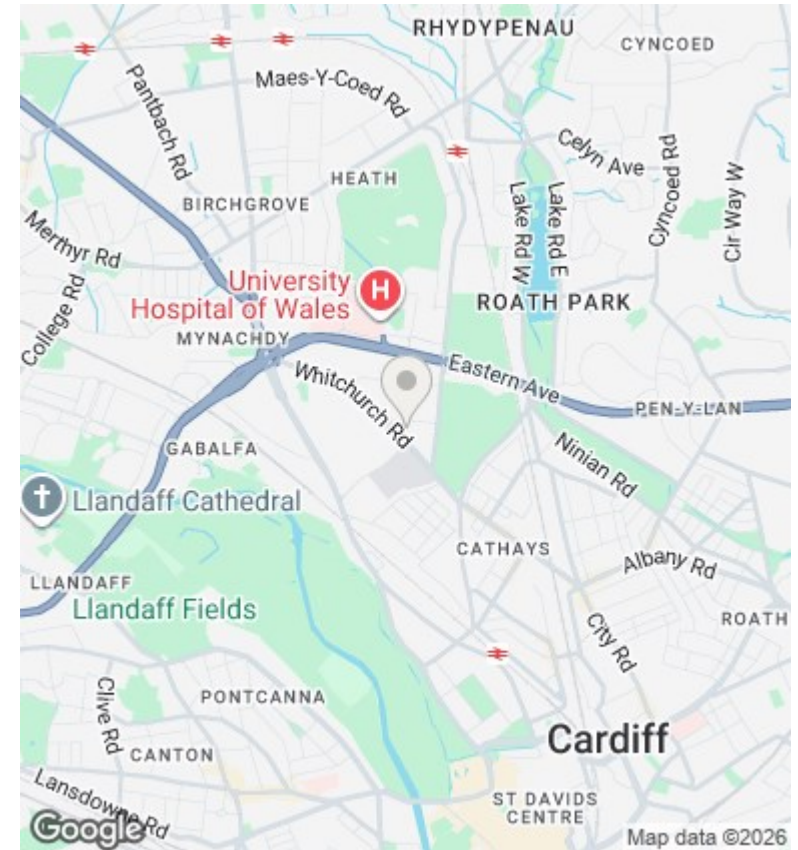 RHYDYPENAU
CYNCOED
Maes-Y-Coed Rd
Pantbach Rd
Celyn Ave
Cyncoed Rd
HEATH
Lake Rd W
Lake Rd E
Clr Way W
BIRCHGROVE
Merthyr Rd
College Rd
University
Hospital of Wales
H
ROATH PARK
MYNACHDY
Whitchurch Rd
Eastern Ave
PEN-Y-LAN
GABALFA
Ninian Rd
Llandaff Cathedral
CATHAYS
Albany Rd
LLANDAFF
Llandaff Fields
ROATH
City Rd
Clive Rd
PONTCANNA
Cardiff
CANTON
Lansdowne Rd
ST DAVIDS
CENTRE
Google
Map data ©2026